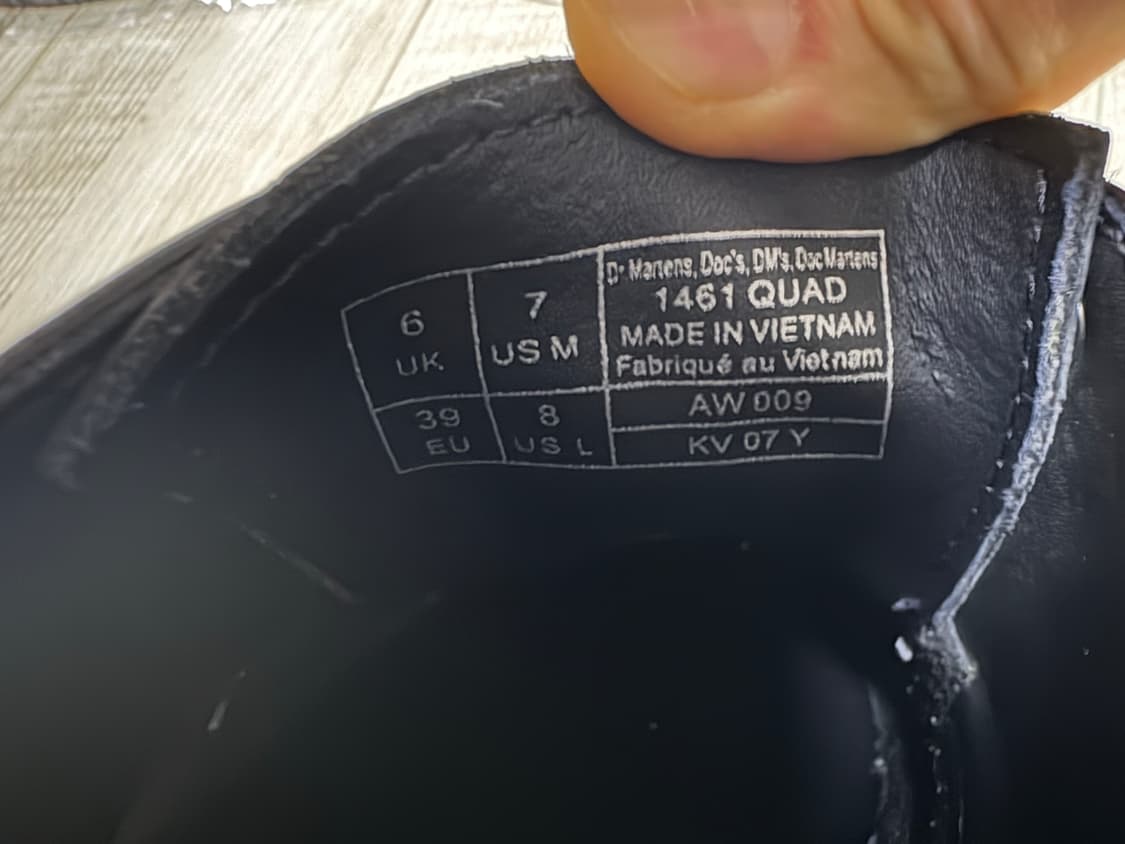 6
UK
7
US M
39
EU
8
US L
Dr Martens, Doc's, DM's, Doc Martens
1461 QUAD
MADE IN VIETNAM
Fabriqué au Vietnam
AW 009
KV 07 Y